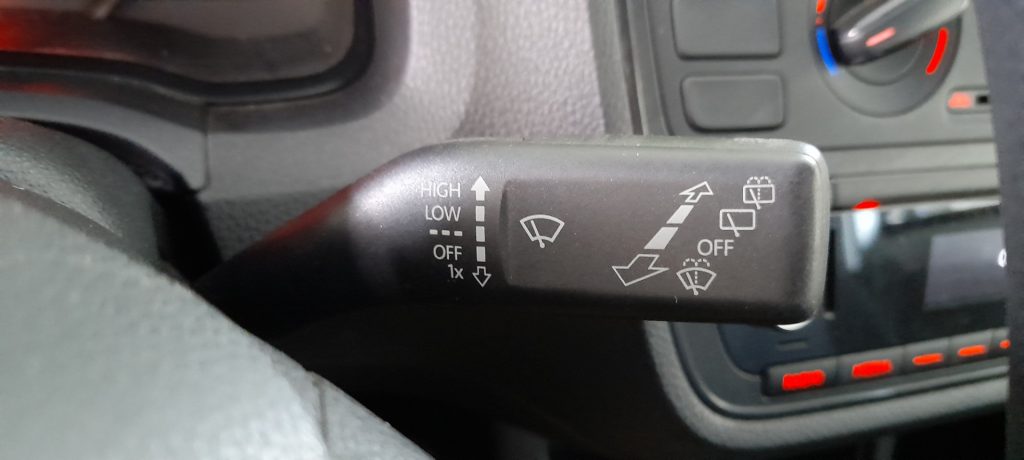 HIGH
LOW
---
OFF
1x
OFF